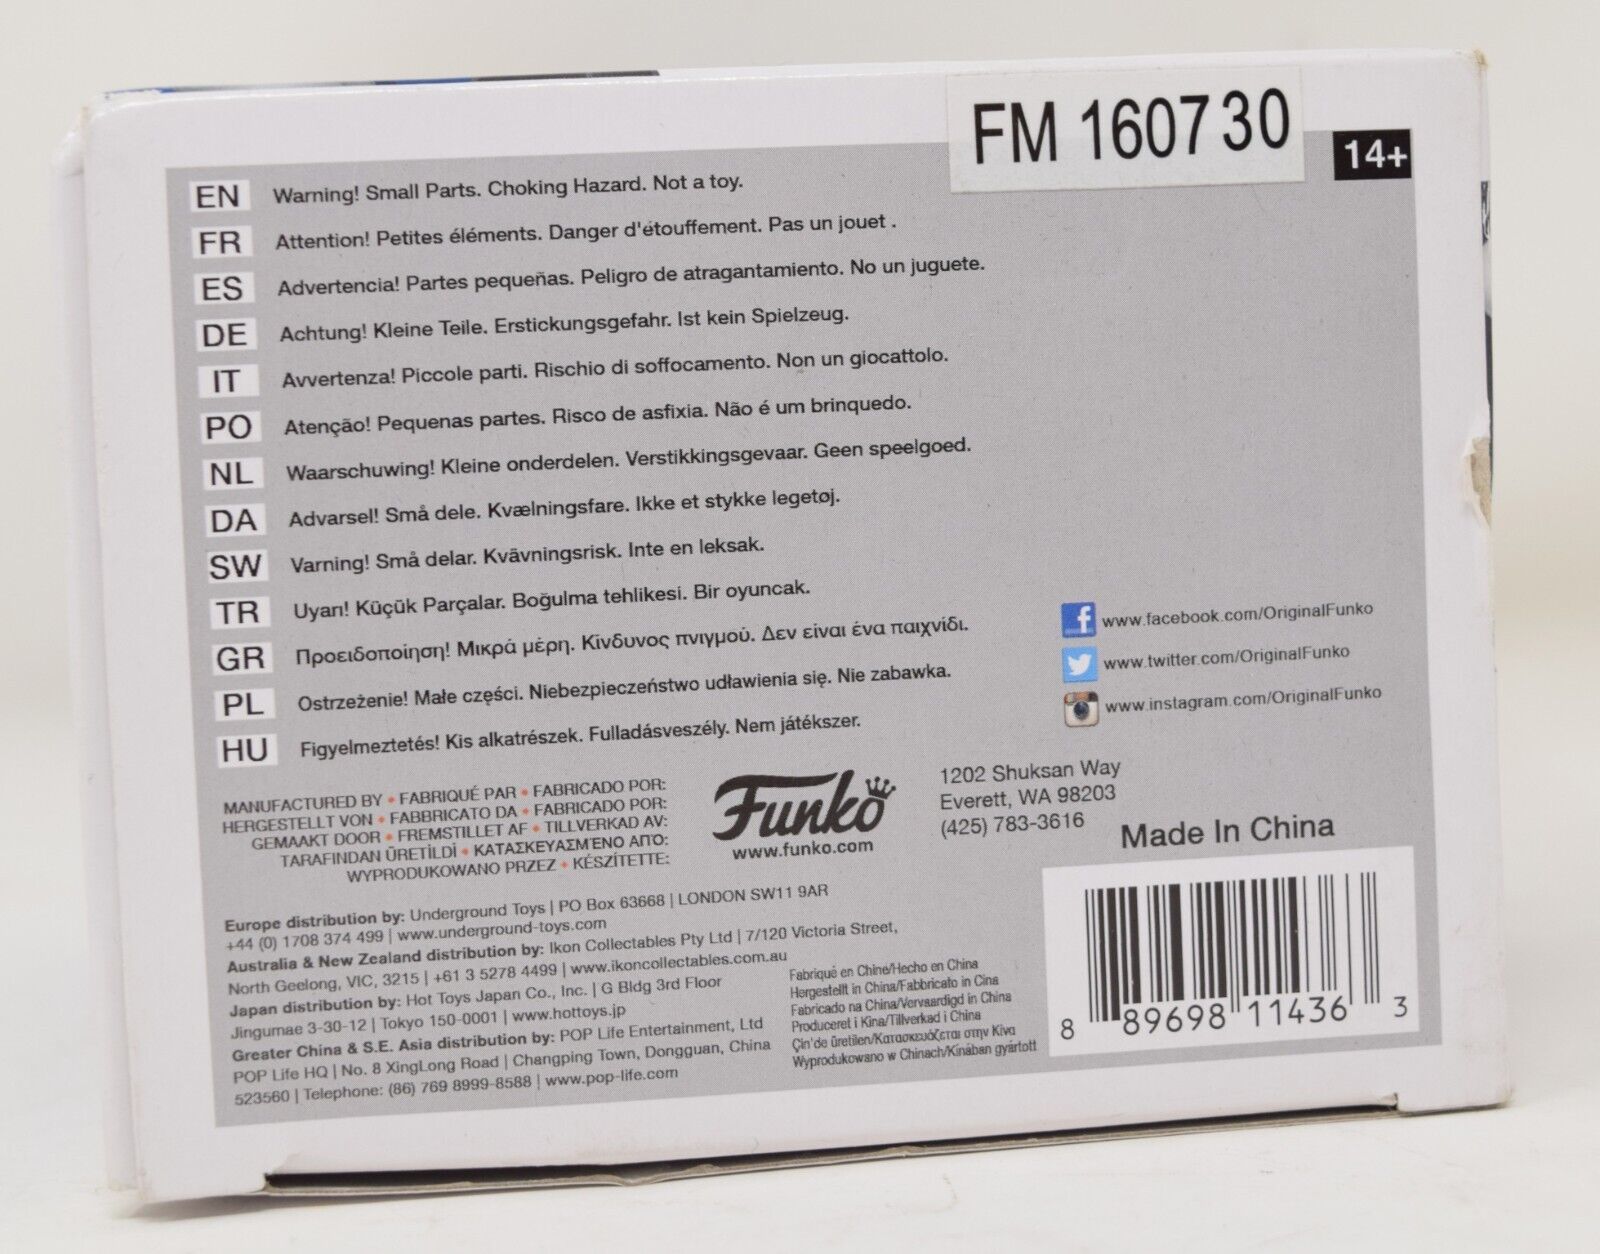 FM 160730
14+
EN Warning! Small Parts. Choking Hazard. Not a toy.
FR Attention! Petites éléments. Danger d'étouffement. Pas un jouet .
ES Advertencia! Partes pequeñas. Peligro de atragantamiento. No un juguete.
DE Achtung! Kleine Teile. Erstickungsgefahr. Ist kein Spielzeug.
IT Avvertenza! Piccole parti. Rischio di soffocamento. Non un giocattolo.
PO Atenção! Pequenas partes. Risco de asfixia. Não é um brinquedo.
NL Waarschuwing! Kleine onderdelen. Verstikkingsgevaar. Geen speelgoed.
DA Advarsel! Små dele. Kvælningsfare. Ikke et stykke legetøj.
SW Varning! Små delar. Kvävningsrisk. Inte en leksak.
TR Uyarı! Küçük Parçalar. Boğulma tehlikesi. Bir oyuncak.
GR Προειδοποίηση! Μικρά μέρη. Κίνδυνος πνιγμού. Δεν είναι ένα παιχνίδι.
PL Ostrzeżenie! Małe części. Niebezpieczeństwo udławienia się. Nie zabawka.
HU Figyelmeztetés! Kis alkatrészek. Fulladásveszély. Nem játékszer.
www.facebook.com/OriginalFunko
www.twitter.com/OriginalFunko
www.instagram.com/OriginalFunko
MANUFACTURED BY • FABRIQUÉ PAR • FABRICADO POR:
HERGESTELLT VON • FABBRICATO DA • FABRICADO POR:
GEMAAKT DOOR • FREMSTILLET AF • TILLVERKAD AV:
TARAFINDAN ÜRETİLDİ • ΚΑΤΑΣΚΕΥΑΣΜΈΝΟ ΑΠΌ:
WYPRODUKOWANO PRZEZ • KÉSZÍTETTE:
Funko
www.funko.com
1202 Shuksan Way
Everett, WA 98203
(425) 783-3616
Made In China
Europe distribution by: Underground Toys | PO Box 63668 | LONDON SW11 9AR
+44 (0) 1708 374 499 | www.underground-toys.com
Australia & New Zealand distribution by: Ikon Collectables Pty Ltd | 7/120 Victoria Street,
North Geelong, VIC, 3215 | +61 3 5278 4499 | www.ikoncollectables.com.au
Japan distribution by: Hot Toys Japan Co., Inc. | G Bldg 3rd Floor
Jingumae 3-30-12 | Tokyo 150-0001 | www.hottoys.jp
Greater China & S.E. Asia distribution by: POP Life Entertainment, Ltd
POP Life HQ | No. 8 XingLong Road | Changping Town, Dongguan, China
523560 | Telephone: (86) 769 8999-8588 | www.pop-life.com
Fabriqué en Chine/Hecho en China
Hergestellt in China/Fabbricato in Cina
Fabricado na China/Vervaardigd in China
Produceret i Kina/Tillverkad i China
Çin'de üretilen/Κατασκευάζεται στην Κίνα
Wyprodukowano w Chinach/Kínában gyártott
8 89698 11436 3